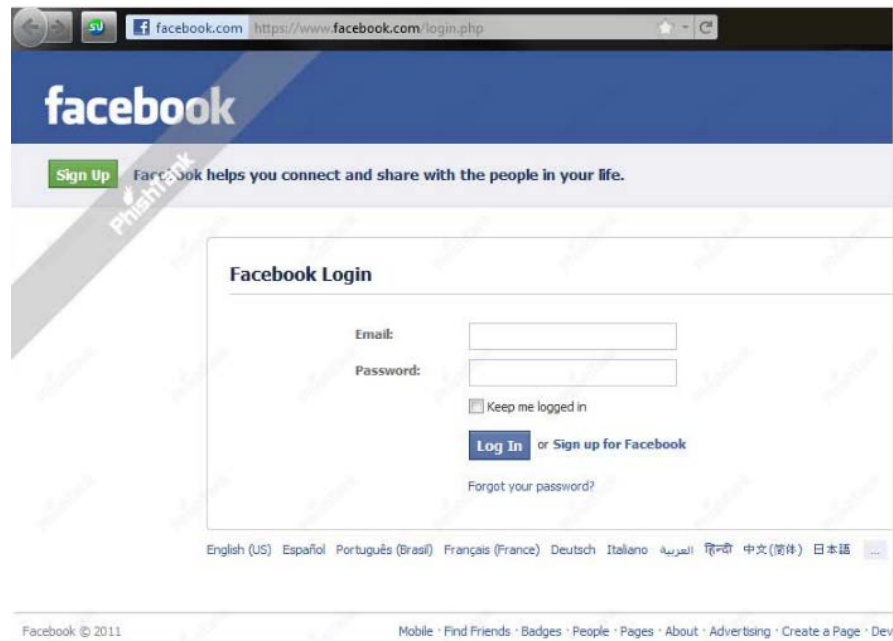 facebook.com https://www.facebook.com/login.php
facebook
PhishTank
Sign Up Facebook helps you connect and share with the people in your life.
Facebook Login
Email:
Password:
Keep me logged in
Log In or Sign up for Facebook
Forgot your password?
English (US) Español Português (Brasil) Français (France) Deutsch Italiano العربية हिन्दी 中文(简体) 日本語 ...
Facebook © 2011 Mobile · Find Friends · Badges · People · Pages · About · Advertising · Create a Page · Dev